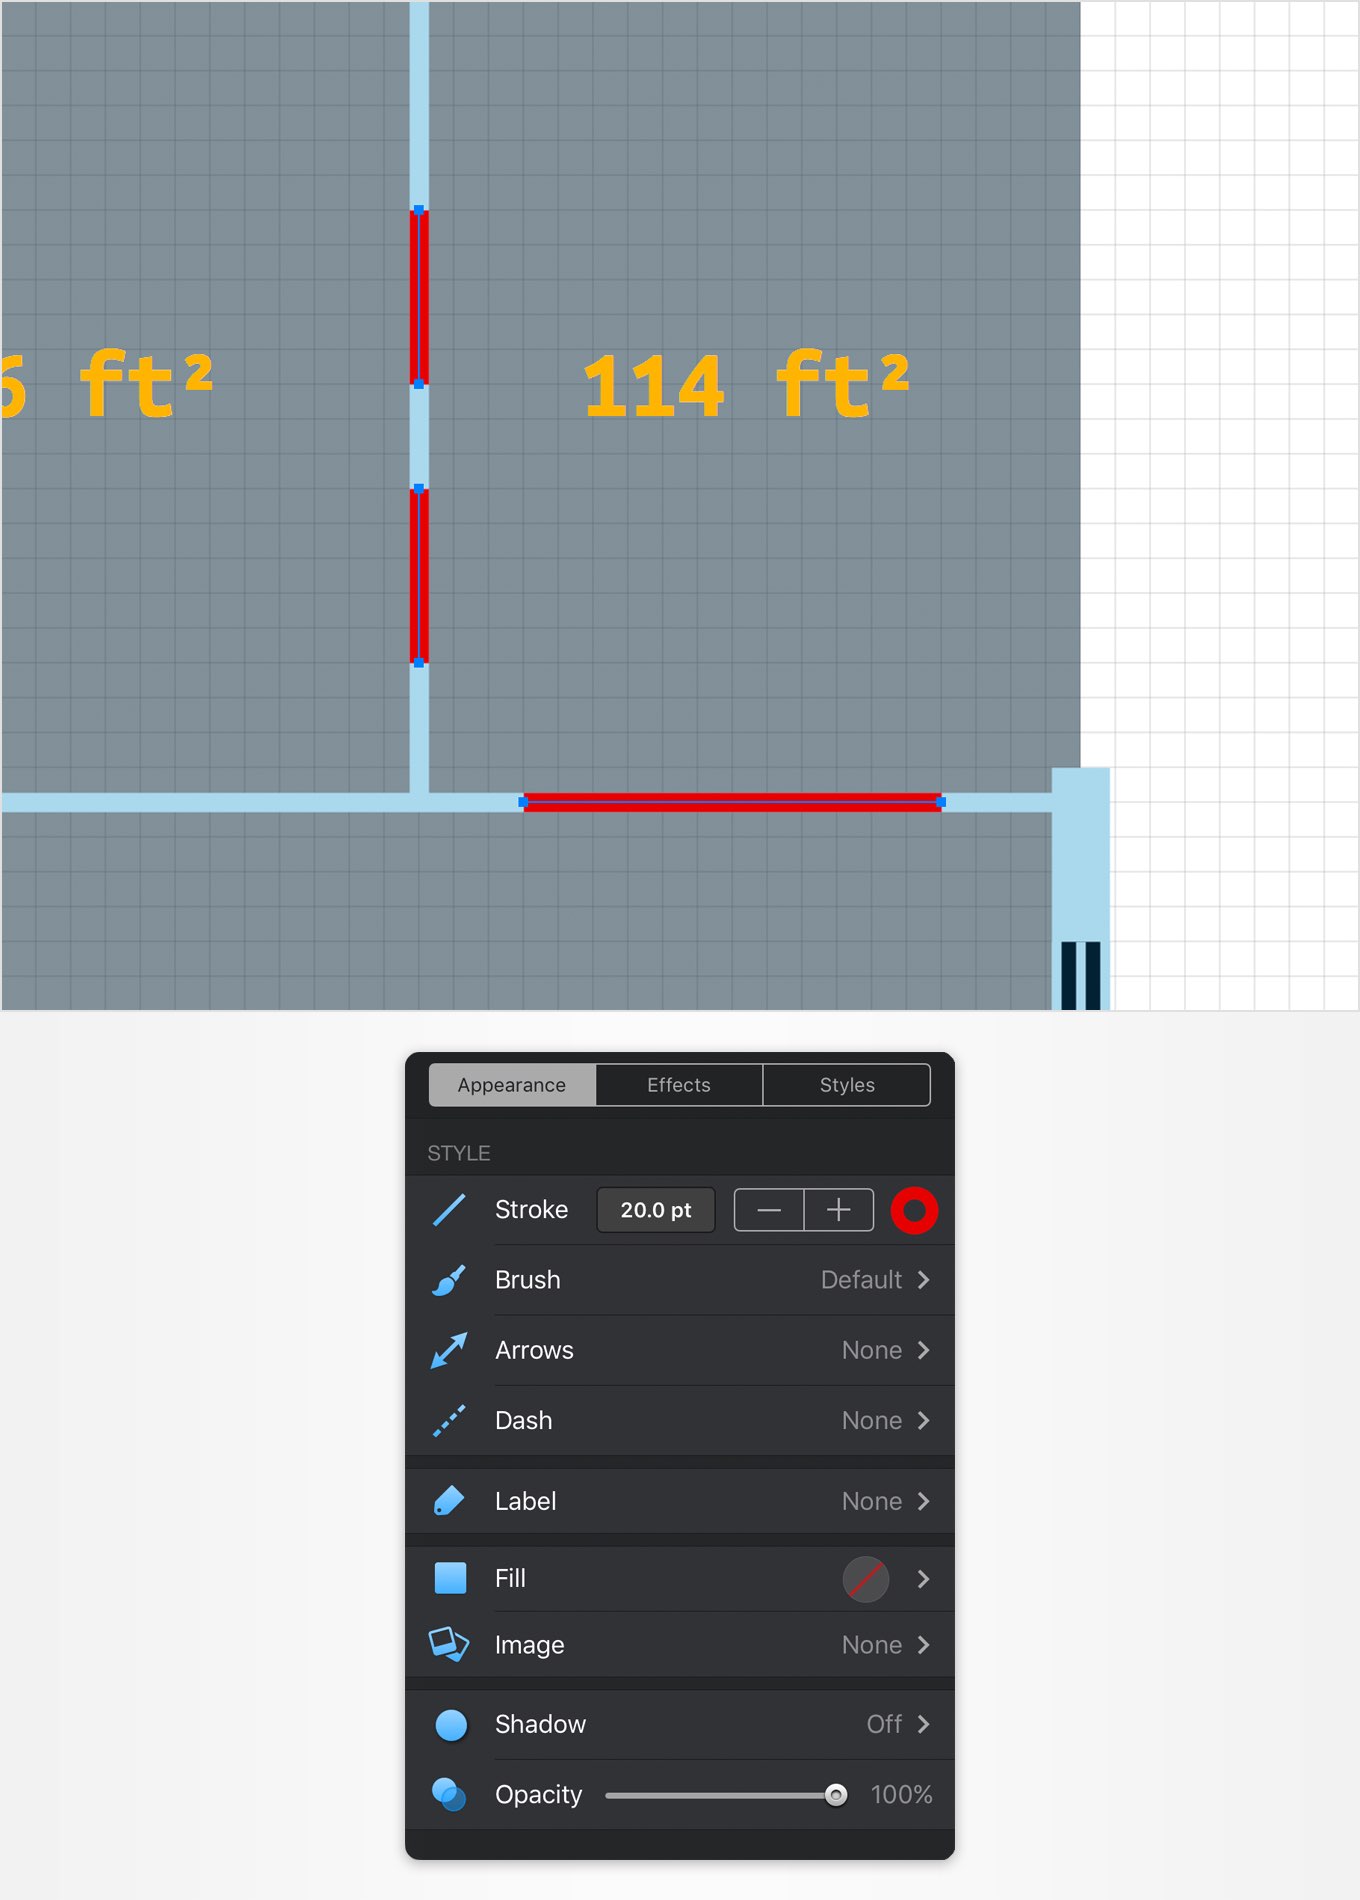 6 ft²
114 ft²
Appearance
Effects
Styles
STYLE
Stroke 20.0 pt
Brush Default
Arrows None
Dash None
Label None
Fill
Image None
Shadow Off
Opacity 100%